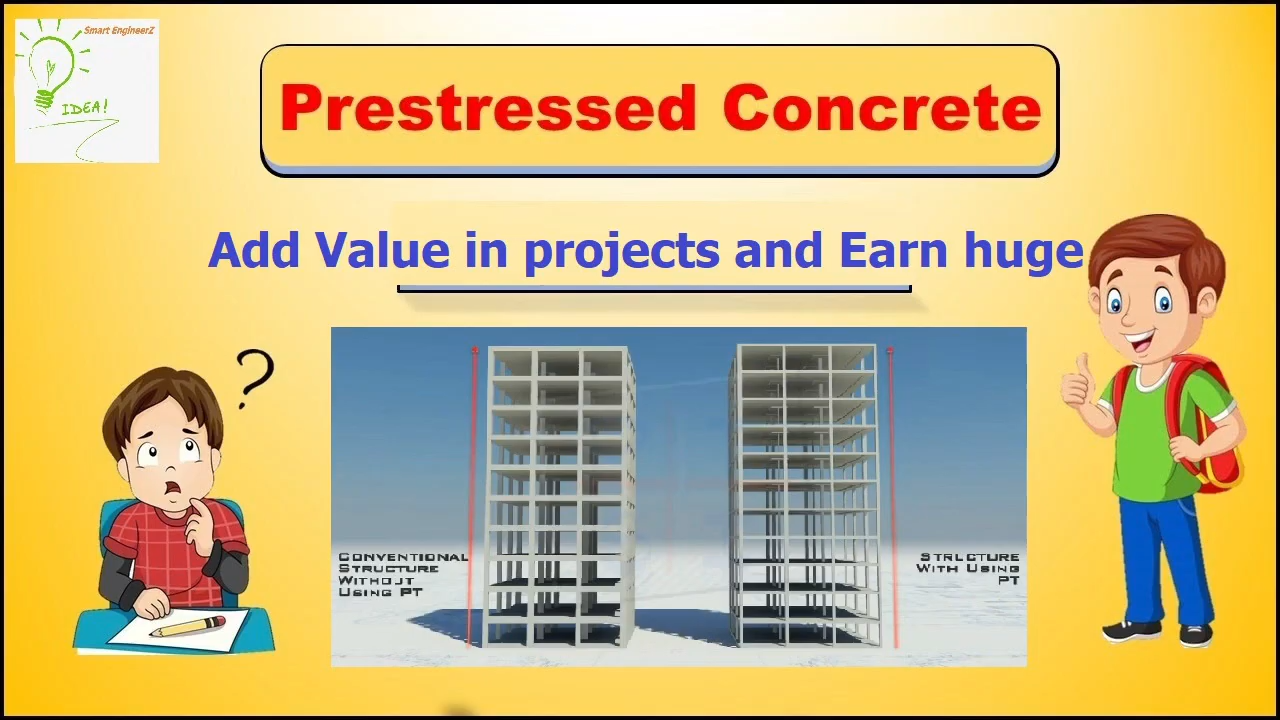 Smart EngineerZ
IDEA!
Prestressed Concrete
Add Value in projects and Earn huge
?
CONVENTIONAL
STRUCTURE
WITHOUT
USING PT
STRUCTURE
WITH USING
PT